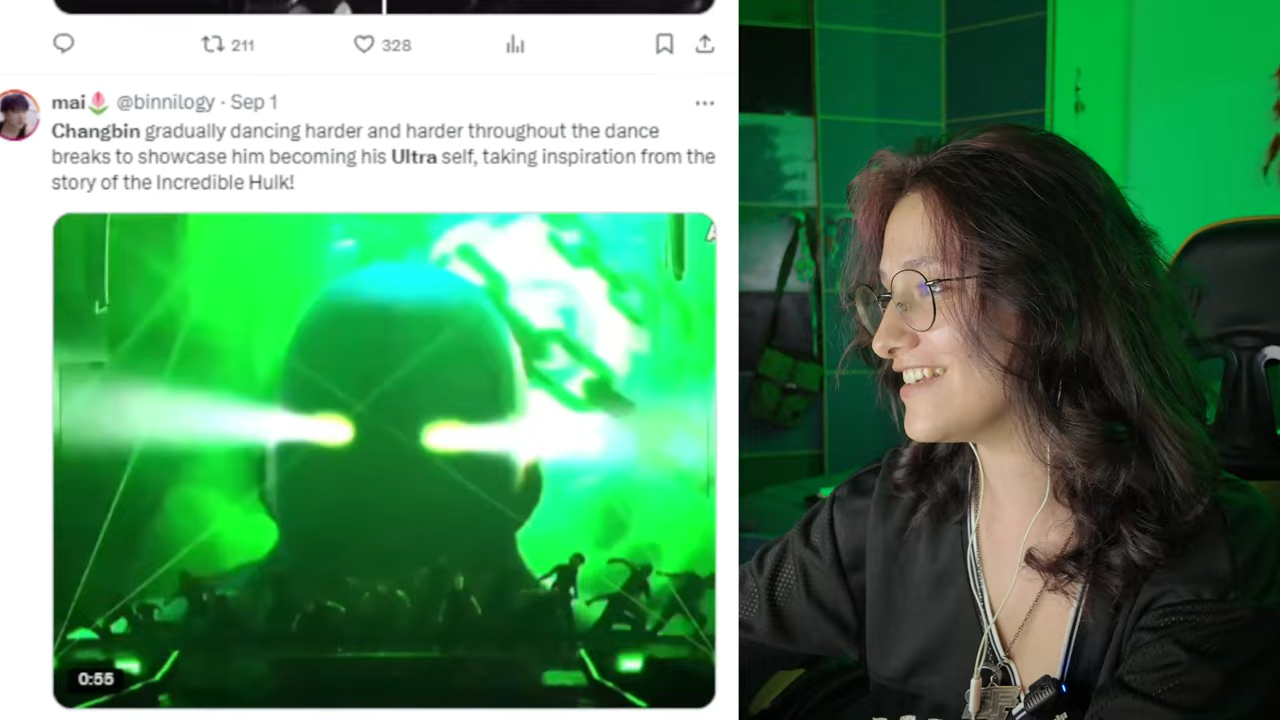 211
328
mai🌷 @binnilogy · Sep 1
Changbin gradually dancing harder and harder throughout the dance
breaks to showcase him becoming his Ultra self, taking inspiration from the
story of the Incredible Hulk!
0:55